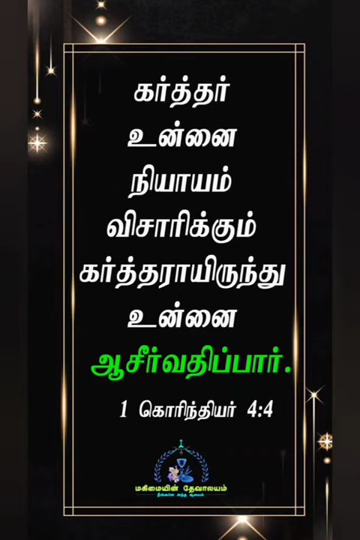 கர்த்தர்
உன்னை
நியாயம்
விசாரிக்கும்
கர்த்தராயிருந்து
உன்னை
ஆசீர்வதிப்பார்.
1 கொரிந்தியர் 4:4
மகிமையின் தேவாலயம்